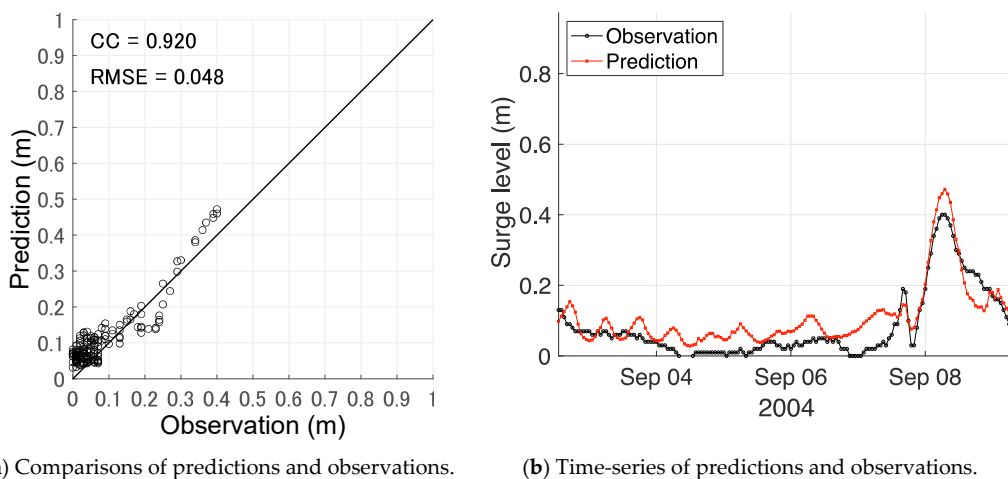 CC = 0.920
RMSE = 0.048
Prediction (m)
1
0.9
0.8
0.7
0.6
0.5
0.4
0.3
0.2
0.1
0
0 0.1 0.2 0.3 0.4 0.5 0.6 0.7 0.8 0.9 1
Observation (m)
Observation
Prediction
Surge level (m)
0.8
0.6
0.4
0.2
0
Sep 04 Sep 06 Sep 08
2004
) Comparisons of predictions and observations.
(b) Time-series of predictions and observations.